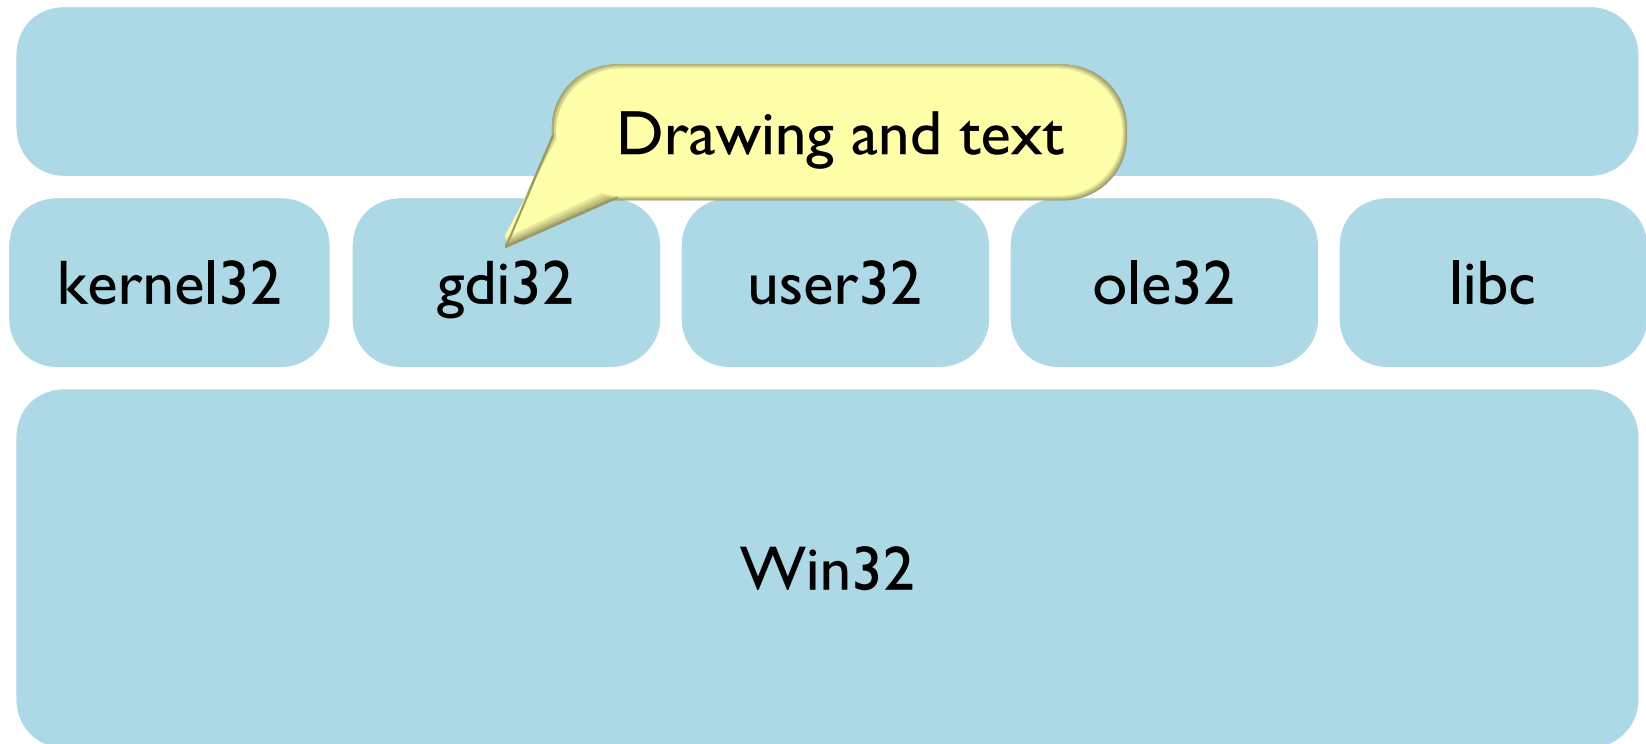 Drawing and text
kernel32
gdi32
user32
ole32
libc
Win32